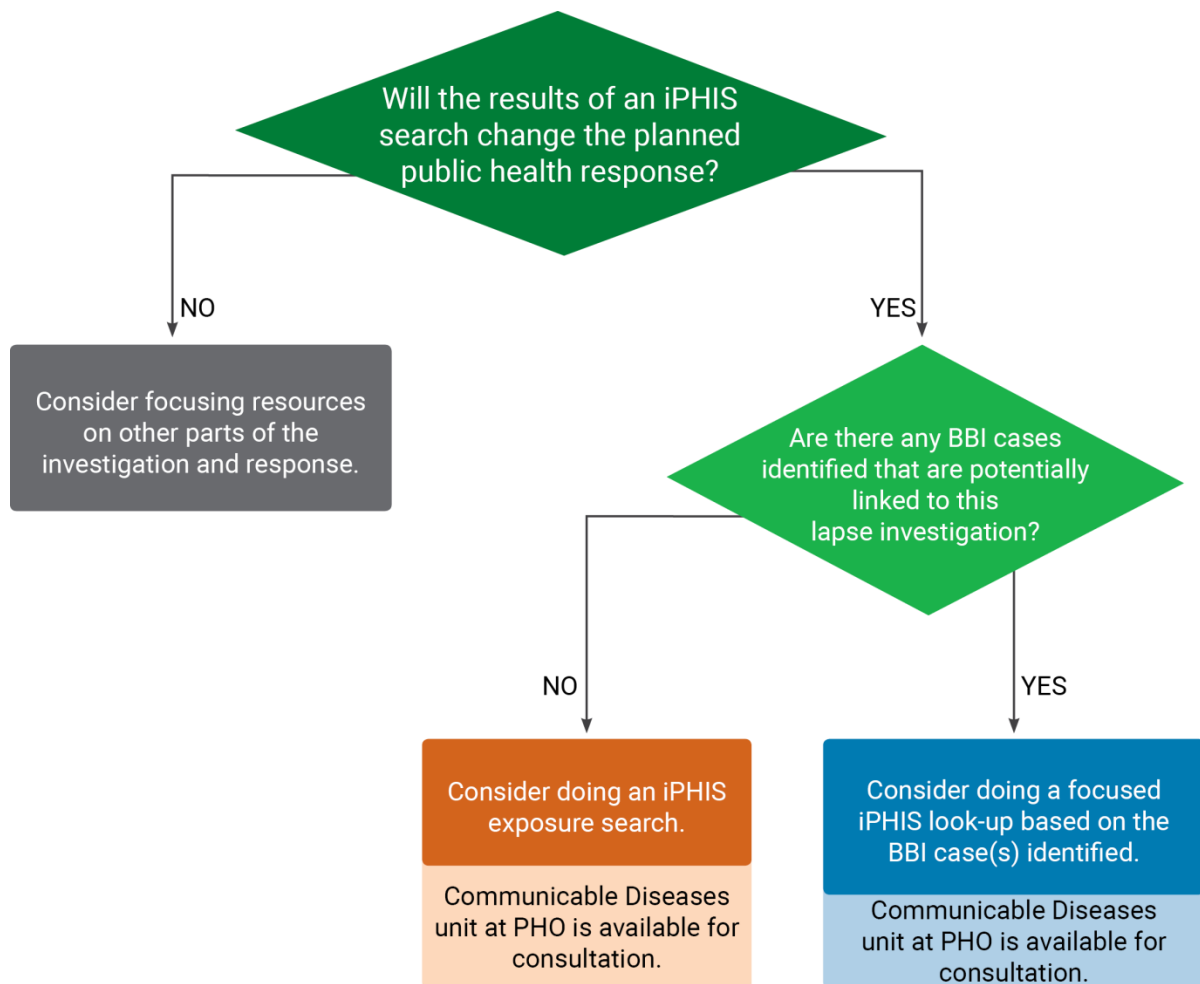 Will the results of an iPHIS
search change the planned
public health response?
NO
YES
Consider focusing resources
on other parts of the
investigation and response.
Are there any BBI cases
identified that are potentially
linked to this
lapse investigation?
NO
YES
Consider doing an iPHIS
exposure search.
Communicable Diseases
unit at PHO is available for
consultation.
Consider doing a focused
iPHIS look-up based on the
BBI case(s) identified.
Communicable Diseases
unit at PHO is available for
consultation.